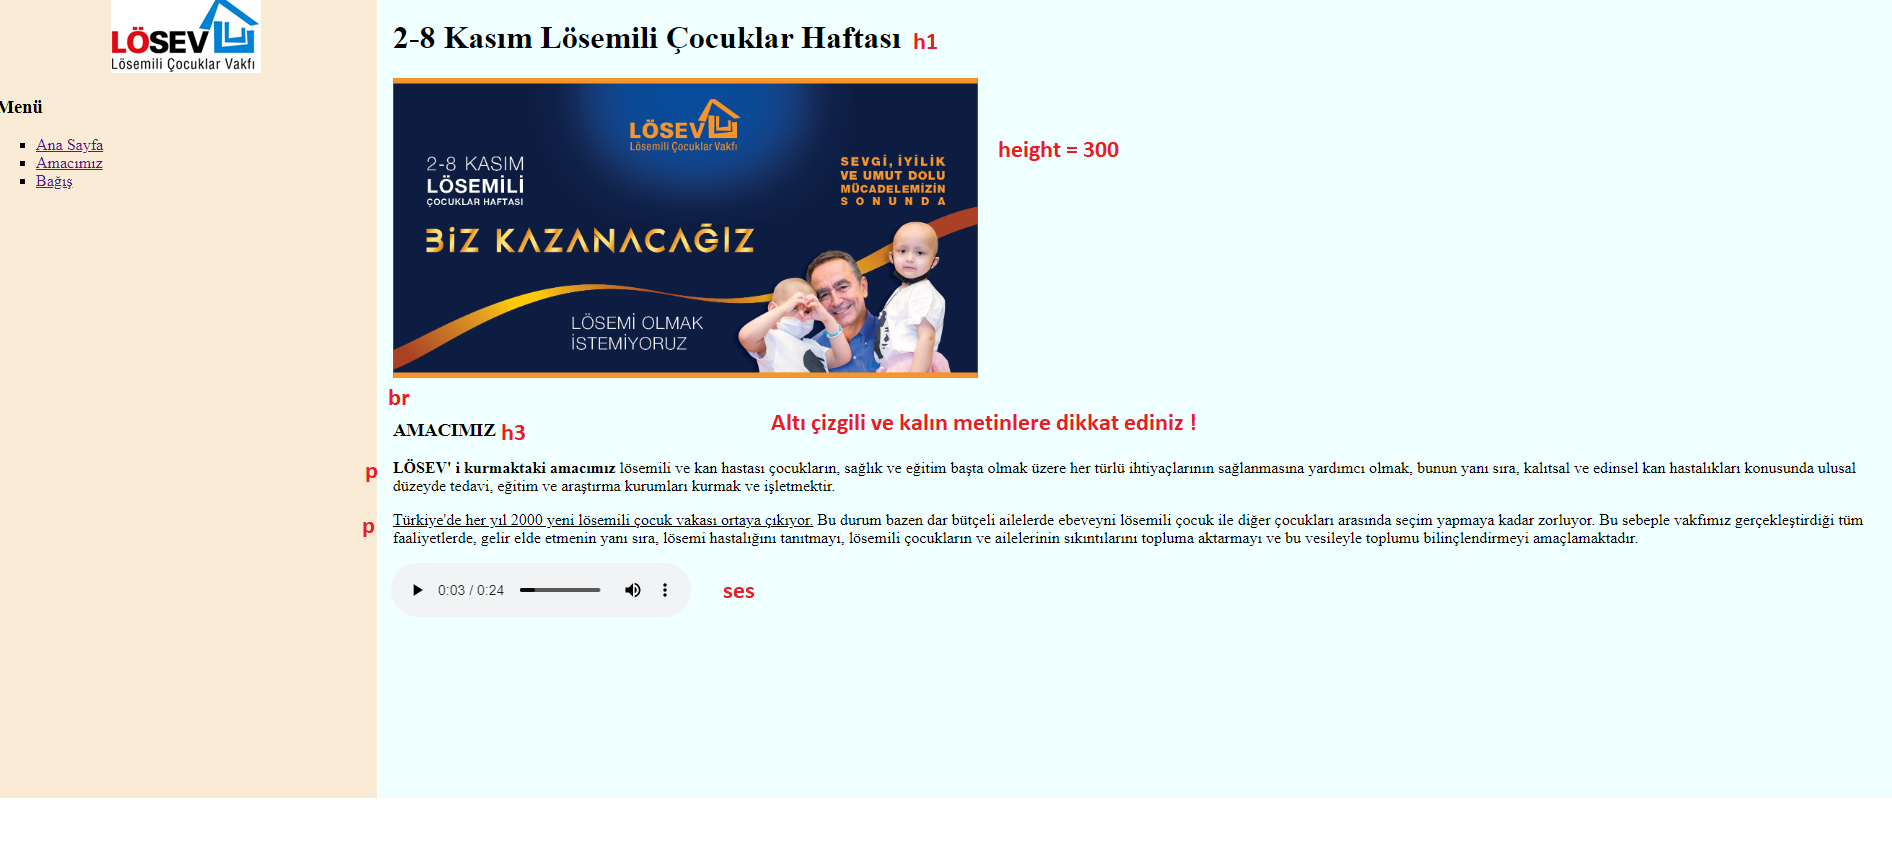 LÖSEV
Lösemili Çocuklar Vakfı
Menü
Ana Sayfa
Amacımız
Bağış
2-8 Kasım Lösemili Çocuklar Haftası h1
LÖSEV
Lösemili Çocuklar Vakfı
2-8 KASIM
LÖSEMİLİ
ÇOCUKLAR HAFTASI
SEVGİ, İYİLİK
VE UMUT DOLU
MÜCADELEMİZİN
SONUNDA
BİZ KAZANACAĞIZ
LÖSEMİ OLMAK
İSTEMİYORUZ
height = 300
br
Altı çizgili ve kalın metinlere dikkat ediniz !
AMACIMIZ h3
p LÖSEV' i kurmaktaki amacımız lösemili ve kan hastası çocukların, sağlık ve eğitim başta olmak üzere her türlü ihtiyaçlarının sağlanmasına yardımcı olmak, bunun yanı sıra, kalıtsal ve edinsel kan hastalıkları konusunda ulusal
düzeyde tedavi, eğitim ve araştırma kurumları kurmak ve işletmektir.
p Türkiye'de her yıl 2000 yeni lösemili çocuk vakası ortaya çıkıyor. Bu durum bazen dar bütçeli ailelerde ebeveyni lösemili çocuk ile diğer çocukları arasında seçim yapmaya kadar zorluyor. Bu sebeple vakfımız gerçekleştirdiği tüm
faaliyetlerde, gelir elde etmenin yanı sıra, lösemi hastalığını tanıtmayı, lösemili çocukların ve ailelerinin sıkıntılarını topluma aktarmayı ve bu vesileyle toplumu bilinçlendirmeyi amaçlamaktadır.
0:03 / 0:24
ses